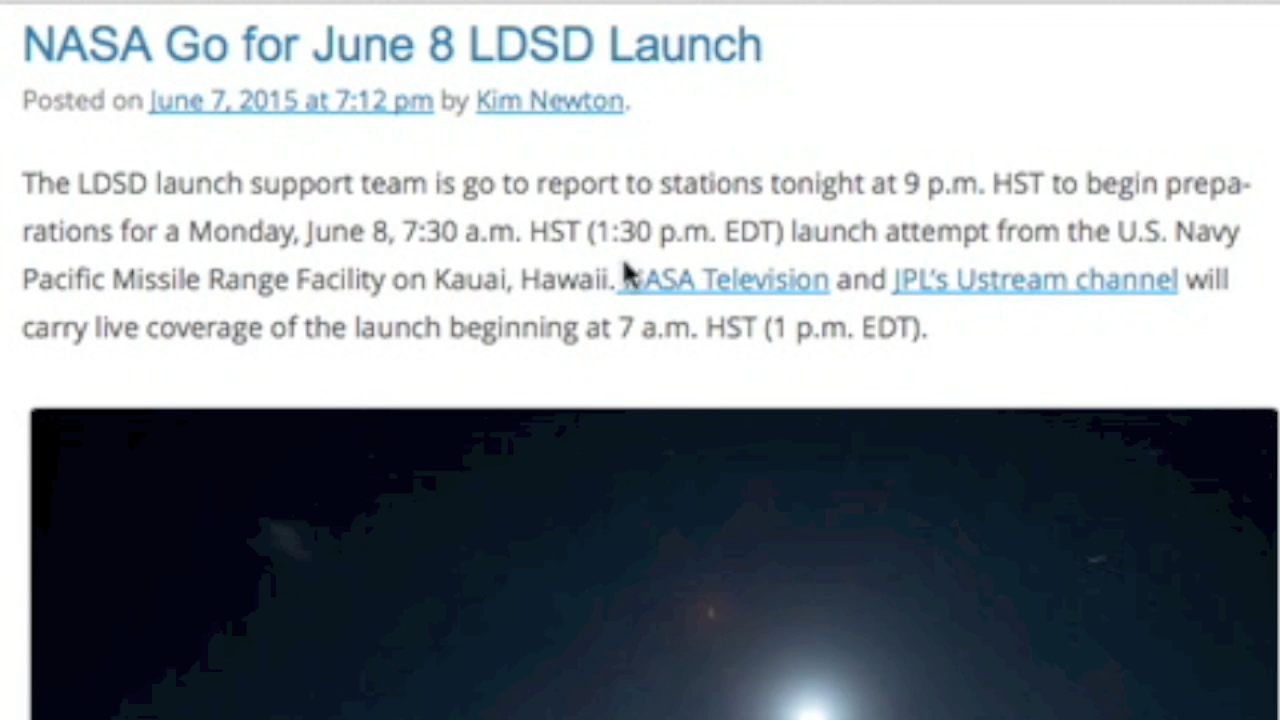 NASA Go for June 8 LDSD Launch
Posted on June 7, 2015 at 7:12 pm by Kim Newton.
The LDSD launch support team is go to report to stations tonight at 9 p.m. HST to begin prepa-
rations for a Monday, June 8, 7:30 a.m. HST (1:30 p.m. EDT) launch attempt from the U.S. Navy
Pacific Missile Range Facility on Kauai, Hawaii. NASA Television and JPL’s Ustream channel will
carry live coverage of the launch beginning at 7 a.m. HST (1 p.m. EDT).